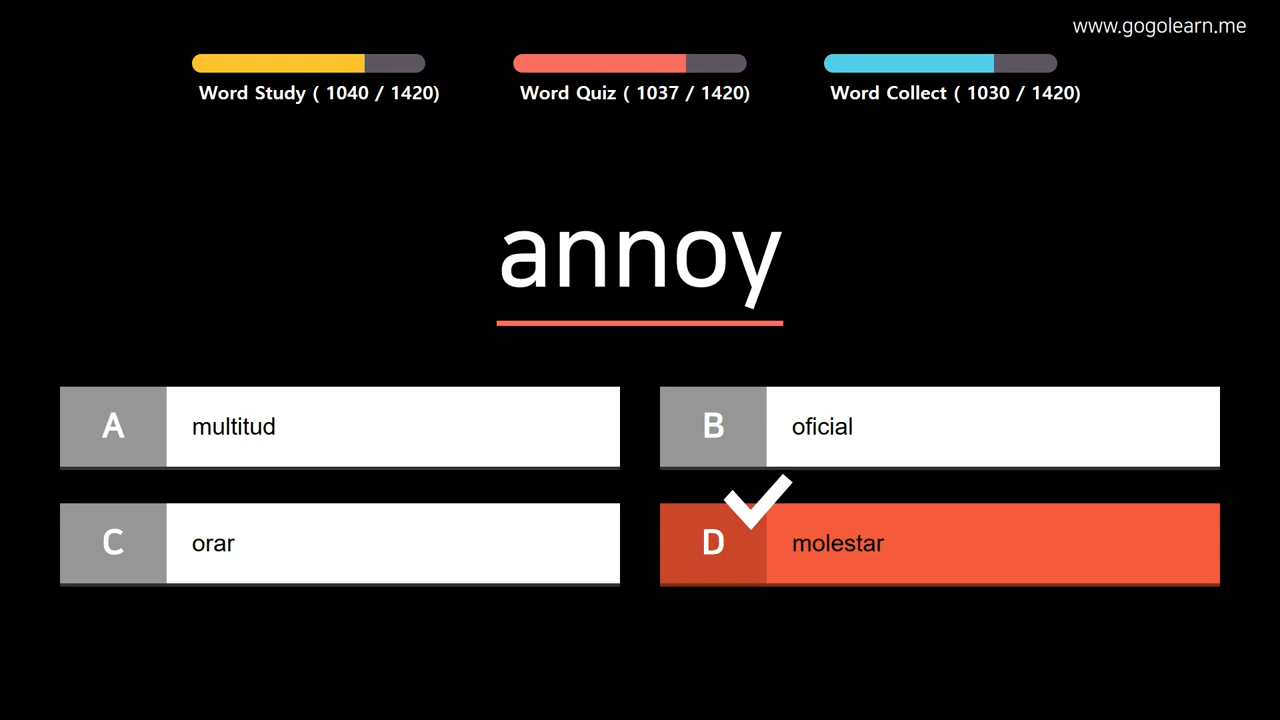 www.gogolearn.me
Word Study ( 1040 / 1420)
Word Quiz ( 1037 / 1420)
Word Collect ( 1030 / 1420)
annoy
A multitud
B oficial
C orar
D molestar